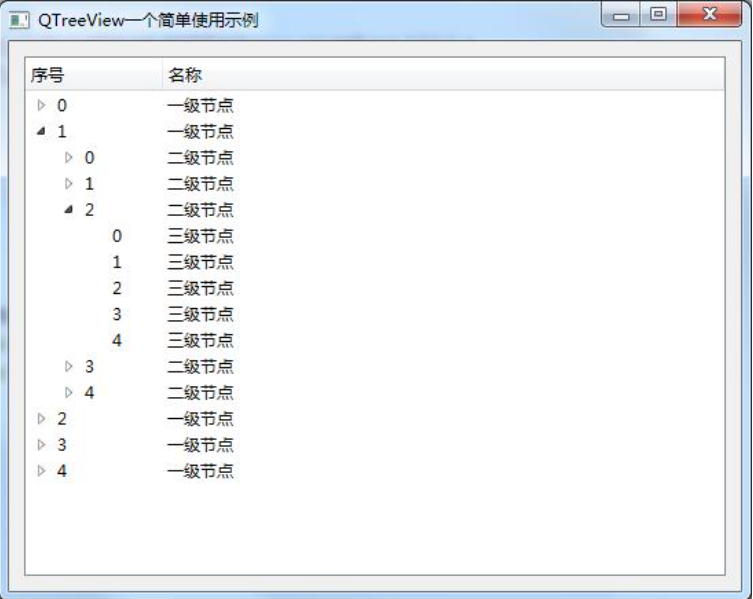 QTreeView一个简单使用示例
序号 名称
0 一级节点
1 一级节点
0 二级节点
1 二级节点
2 二级节点
0 三级节点
1 三级节点
2 三级节点
3 三级节点
4 三级节点
3 二级节点
4 二级节点
2 一级节点
3 一级节点
4 一级节点